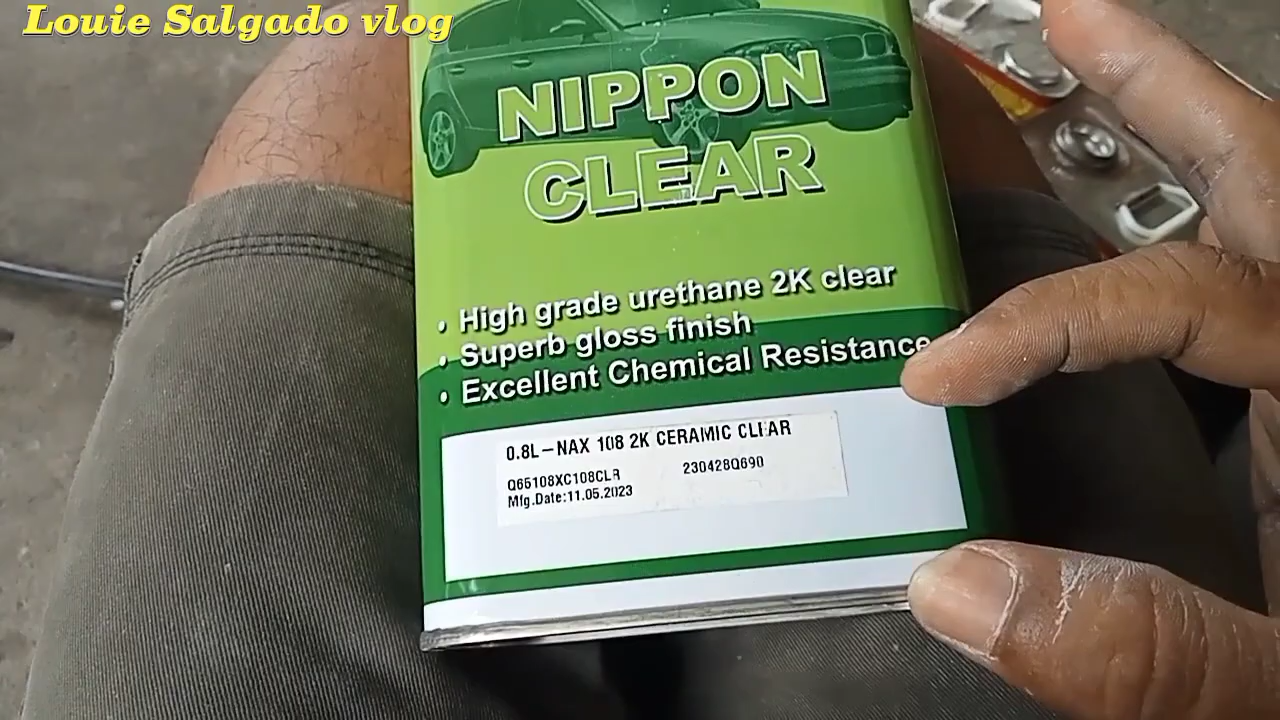 Louie Salgado vlog
NIPPON
CLEAR
• High grade urethane 2K clear
• Superb gloss finish
• Excellent Chemical Resistance
0.8L-NAX 108 2K CERAMIC CLEAR
Q65108XC108CLR 230428Q690
Mfg.Date:11.05.2023